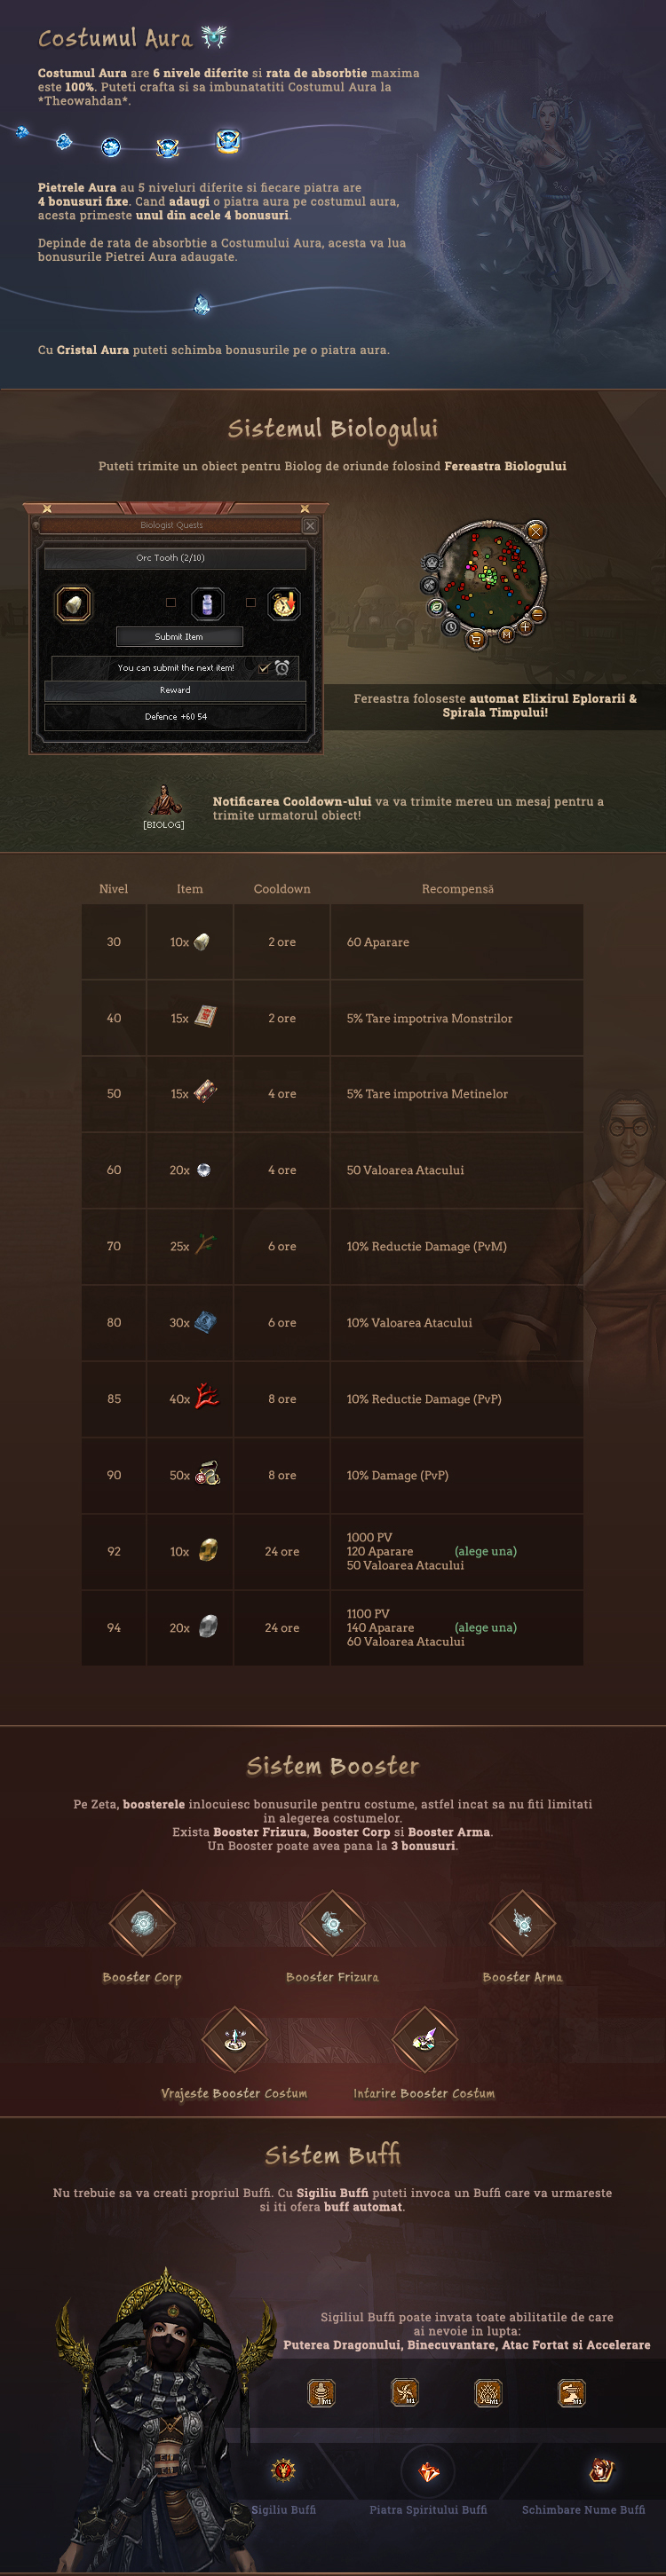 Costumul Aura
Costumul Aura are 6 nivele diferite si rata de absorbtie maxima
este 100%. Puteti crafta si sa imbunatatiti Costumul Aura la
*Theowahdan*.
Pietrele Aura au 5 niveluri diferite si fiecare piatra are
4 bonusuri fixe. Cand adaugi o piatra aura pe costumul aura,
acesta primeste unul din acele 4 bonusuri.
Depinde de rata de absorbtie a Costumului Aura, acesta va lua
bonusurile Pietrei Aura adaugate.
Cu Cristal Aura puteti schimba bonusurile pe o piatra aura.
Sistemul Biologului
Puteti trimite un obiect pentru Biolog de oriunde folosind Fereastra Biologului
Biologist Quests
Orc Tooth (2/10)
Submit Item
You can submit the next item!
Reward
Defence +60 54
Fereastra foloseste automat Elixirul Eplorarii &
Spirala Timpului!
[BIOLOG]
Notificarea Cooldown-ului va va trimite mereu un mesaj pentru a
trimite urmatorul obiect!
Nivel Item Cooldown Recompensă
30 10x 2 ore 60 Aparare
40 15x 2 ore 5% Tare impotriva Monstrilor
50 15x 4 ore 5% Tare impotriva Metinelor
60 20x 4 ore 50 Valoarea Atacului
70 25x 6 ore 10% Reductie Damage (PvM)
80 30x 6 ore 10% Valoarea Atacului
85 40x 8 ore 10% Reductie Damage (PvP)
90 50x 8 ore 10% Damage (PvP)
92 10x 24 ore 1000 PV
120 Aparare (alege una)
50 Valoarea Atacului
94 20x 24 ore 1100 PV
140 Aparare (alege una)
60 Valoarea Atacului
Sistem Booster
Pe Zeta, boosterele inlocuiesc bonusurile pentru costume, astfel incat sa nu fiti limitati
in alegerea costumelor.
Exista Booster Frizura, Booster Corp si Booster Arma.
Un Booster poate avea pana la 3 bonusuri.
Booster Corp Booster Frizura Booster Arma
Vrajeste Booster Costum Intarire Booster Costum
Sistem Buffi
Nu trebuie sa va creati propriul Buffi. Cu Sigiliu Buffi puteti invoca un Buffi care va urmareste
si iti ofera buff automat.
Sigiliul Buffi poate invata toate abilitatile de care
ai nevoie in lupta:
Puterea Dragonului, Binecuvantare, Atac Fortat si Accelerare
M1 M1 M1 M1
Sigiliu Buffi Piatra Spiritului Buffi Schimbare Nume Buffi